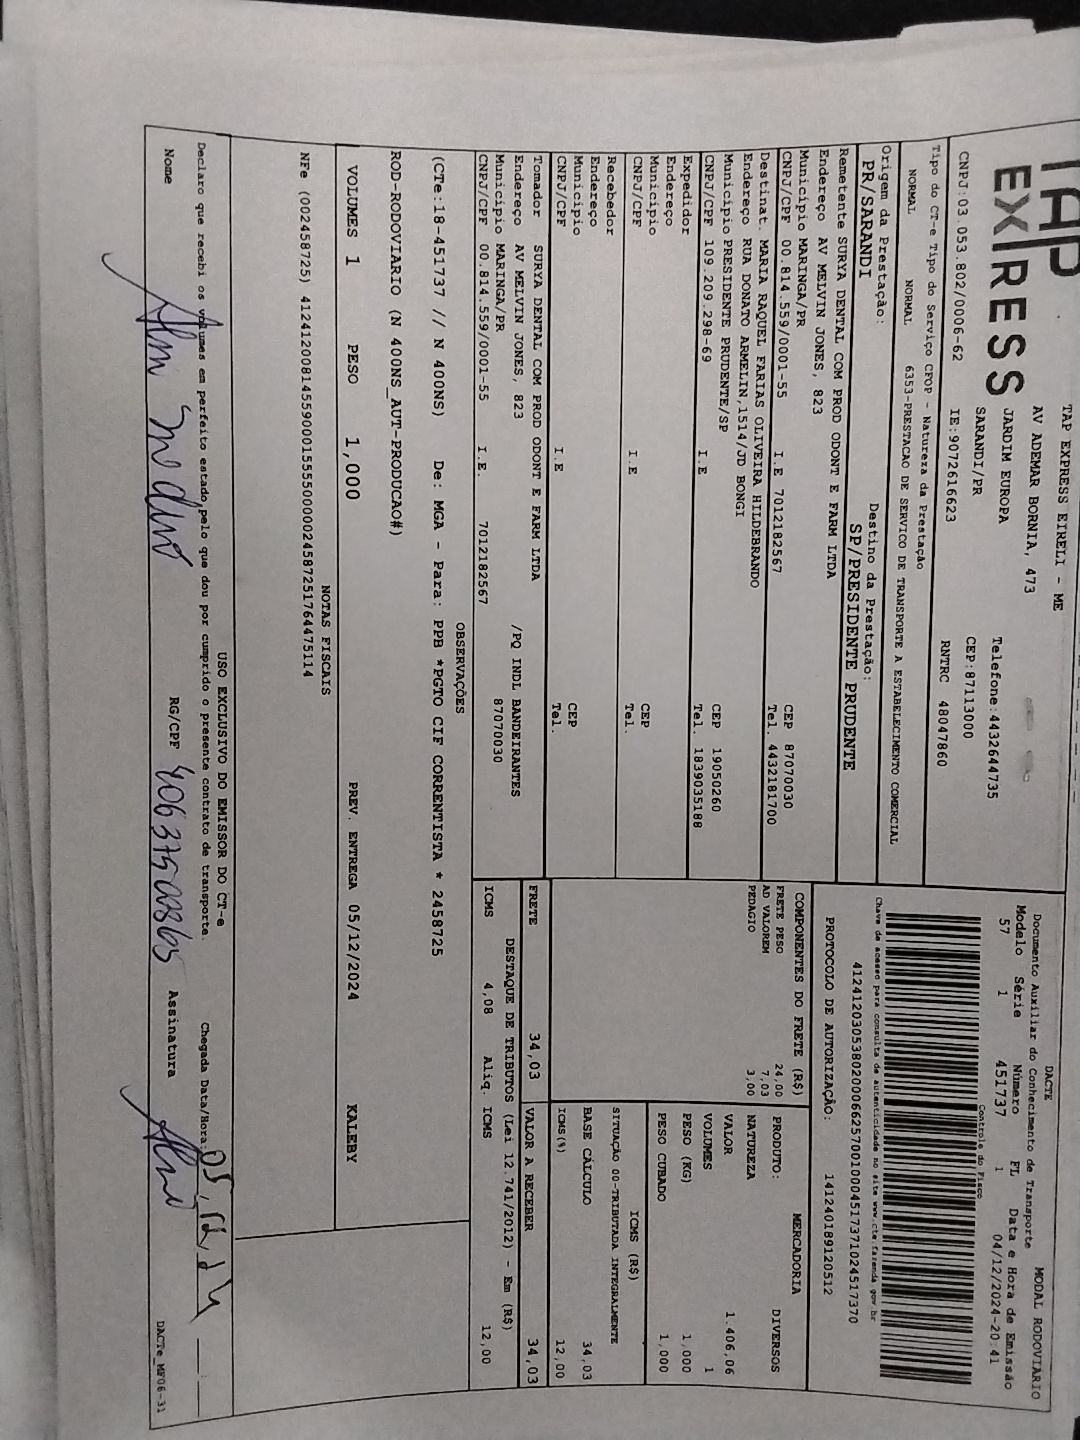 TAP
EXPRESS
TAP EXPRESS EIRELI - ME
AV ADEMAR BORNIA, 473
JARDIM EUROPA
SARANDI/PR
Telefone:4432644735
CEP:87113000
CNPJ:03.053.802/0006-62 IE:9072616623 RNTRC 48047860
Tipo do CT-e Tipo do Serviço CFOP - Natureza da Prestação
NORMAL NORMAL 6353-PRESTACAO DE SERVICO DE TRANSPORTE A ESTABELECIMENTO COMERCIAL
Origem da Prestação: Destino da Prestação:
PR/SARANDI SP/PRESIDENTE PRUDENTE
Remetente SURYA DENTAL COM PROD ODONT E FARM LTDA
Endereço AV MELVIN JONES, 823
Município MARINGA/PR CEP 87070030
CNPJ/CPF 00.814.559/0001-55 I.E 7012182567 Tel. 4432181700
Destinat. MARIA RAQUEL FARIAS OLIVEIRA HILDEBRANDO
Endereço RUA DONATO ARMELIN,1514/JD BONGI
Município PRESIDENTE PRUDENTE/SP CEP 19050260
CNPJ/CPF 109.209.298-69 I.E Tel. 1839035188
Expedidor
Endereço
Município CEP
CNPJ/CPF I.E Tel.
Recebedor
Endereço
Município CEP
CNPJ/CPF I.E Tel.
Tomador SURYA DENTAL COM PROD ODONT E FARM LTDA
Endereço AV MELVIN JONES, 823 /PQ INDL BANDEIRANTES
Município MARINGA/PR 87070030
CNPJ/CPF 00.814.559/0001-55 I.E. 7012182567
DACTE MODAL RODOVIÁRIO
Documento Auxiliar do Conhecimento de Transporte
Modelo Série Número FL Data e Hora de Emissão
57 1 451737 1 04/12/2024-20:41
Controle do Fisco
Chave de acesso para consulta de autenticidade no site www.cte.fazenda.gov.br
41241203053802000662570010004517371024517370
PROTOCOLO DE AUTORIZAÇÃO: 141240189120512
COMPONENTES DO FRETE (R$)
FRETE PESO 24,00
AD VALOREM 7,03
PEDAGIO 3,00
MERCADORIA
PRODUTO: DIVERSOS
NATUREZA
VALOR 1.406,06
VOLUMES 1
PESO (KG) 1,000
PESO CUBADO 1,000
ICMS (R$)
SITUAÇÃO 00-TRIBUTADA INTEGRALMENTE
BASE CÁLCULO 34,03
ICMS(%) 12,00
FRETE 34,03 VALOR A RECEBER 34,03
DESTAQUE DE TRIBUTOS (Lei 12.741/2012) - Em (R$)
ICMS 4,08 Aliq. ICMS 12,00
OBSERVAÇÕES
(CTe:18-451737 // N 400NS) De: MGA - Para: PPB *PGTO CIF CORRENTISTA * 2458725
ROD-RODOVIARIO (N 400NS_AUT-PRODUCAO#)
VOLUMES 1 PESO 1,000 PREV. ENTREGA 05/12/2024 KALEBY
NOTAS FISCAIS
NFe (002458725) 41241200814559000155550000024587251764475114
USO EXCLUSIVO DO EMISSOR DO CT-e
Declaro que recebi os volumes em perfeito estado,pelo que dou por cumprido o presente contrato de transporte. Chegada Data/Hora: 05,12,24
Nome RG/CPF Assinatura
DACTe_MF06-31